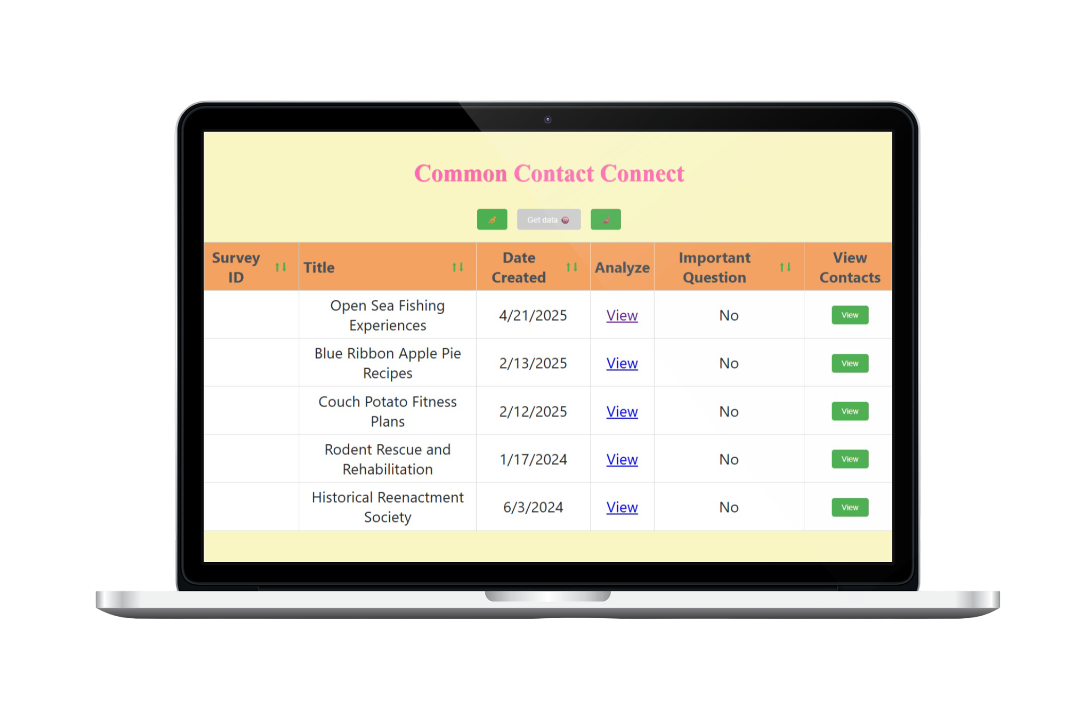 Common Contact Connect
Get data
Survey ID Title Date Created Analyze Important Question View Contacts
Open Sea Fishing Experiences 4/21/2025 View No View
Blue Ribbon Apple Pie Recipes 2/13/2025 View No View
Couch Potato Fitness Plans 2/12/2025 View No View
Rodent Rescue and Rehabilitation 1/17/2024 View No View
Historical Reenactment Society 6/3/2024 View No View